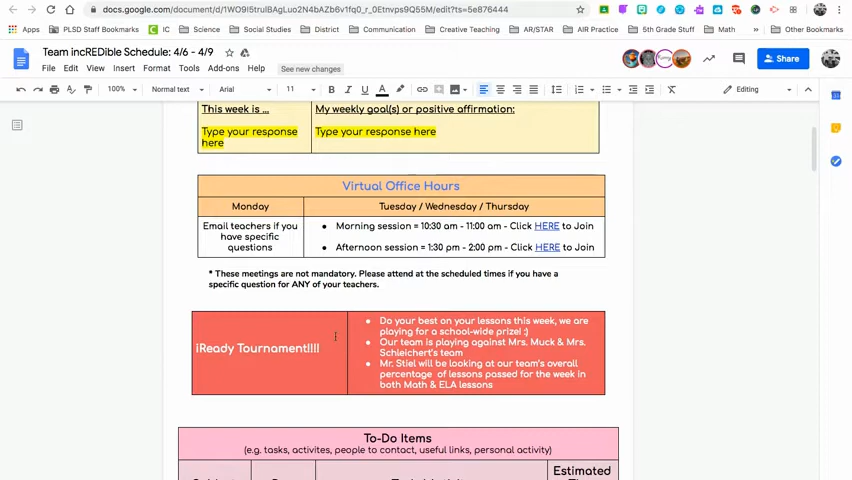 docs.google.com/document/d/1WO9I5truIBAgLuo2N4bAZb6v1fq0_r_0Etnvps9Q55M/edit?ts=5e876444
Apps PLSD Staff Bookmarks IC Science Social Studies District Communication Creative Teaching AR/STAR AIR Practice 5th Grade Stuff Math Other Bookmarks
Team incREDible Schedule: 4/6 - 4/9
File Edit View Insert Format Tools Add-ons Help See new changes
Share
100% Normal text Arial 11 B I U A Editing
This week is ... My weekly goal(s) or positive affirmation:
Type your response Type your response here
here
Virtual Office Hours
Monday Tuesday / Wednesday / Thursday
Email teachers if you
have specific
questions
• Morning session = 10:30 am - 11:00 am - Click HERE to Join
• Afternoon session = 1:30 pm - 2:00 pm - Click HERE to Join
* These meetings are not mandatory. Please attend at the scheduled times if you have a
specific question for ANY of your teachers.
iReady Tournament!!!!
• Do your best on your lessons this week, we are
playing for a school-wide prize! :)
• Our team is playing against Mrs. Muck & Mrs.
Schleichert's team
• Mr. Stiel will be looking at our team's overall
percentage of lessons passed for the week in
both Math & ELA lessons
To-Do Items
(e.g. tasks, activites, people to contact, useful links, personal activity)
Estimated